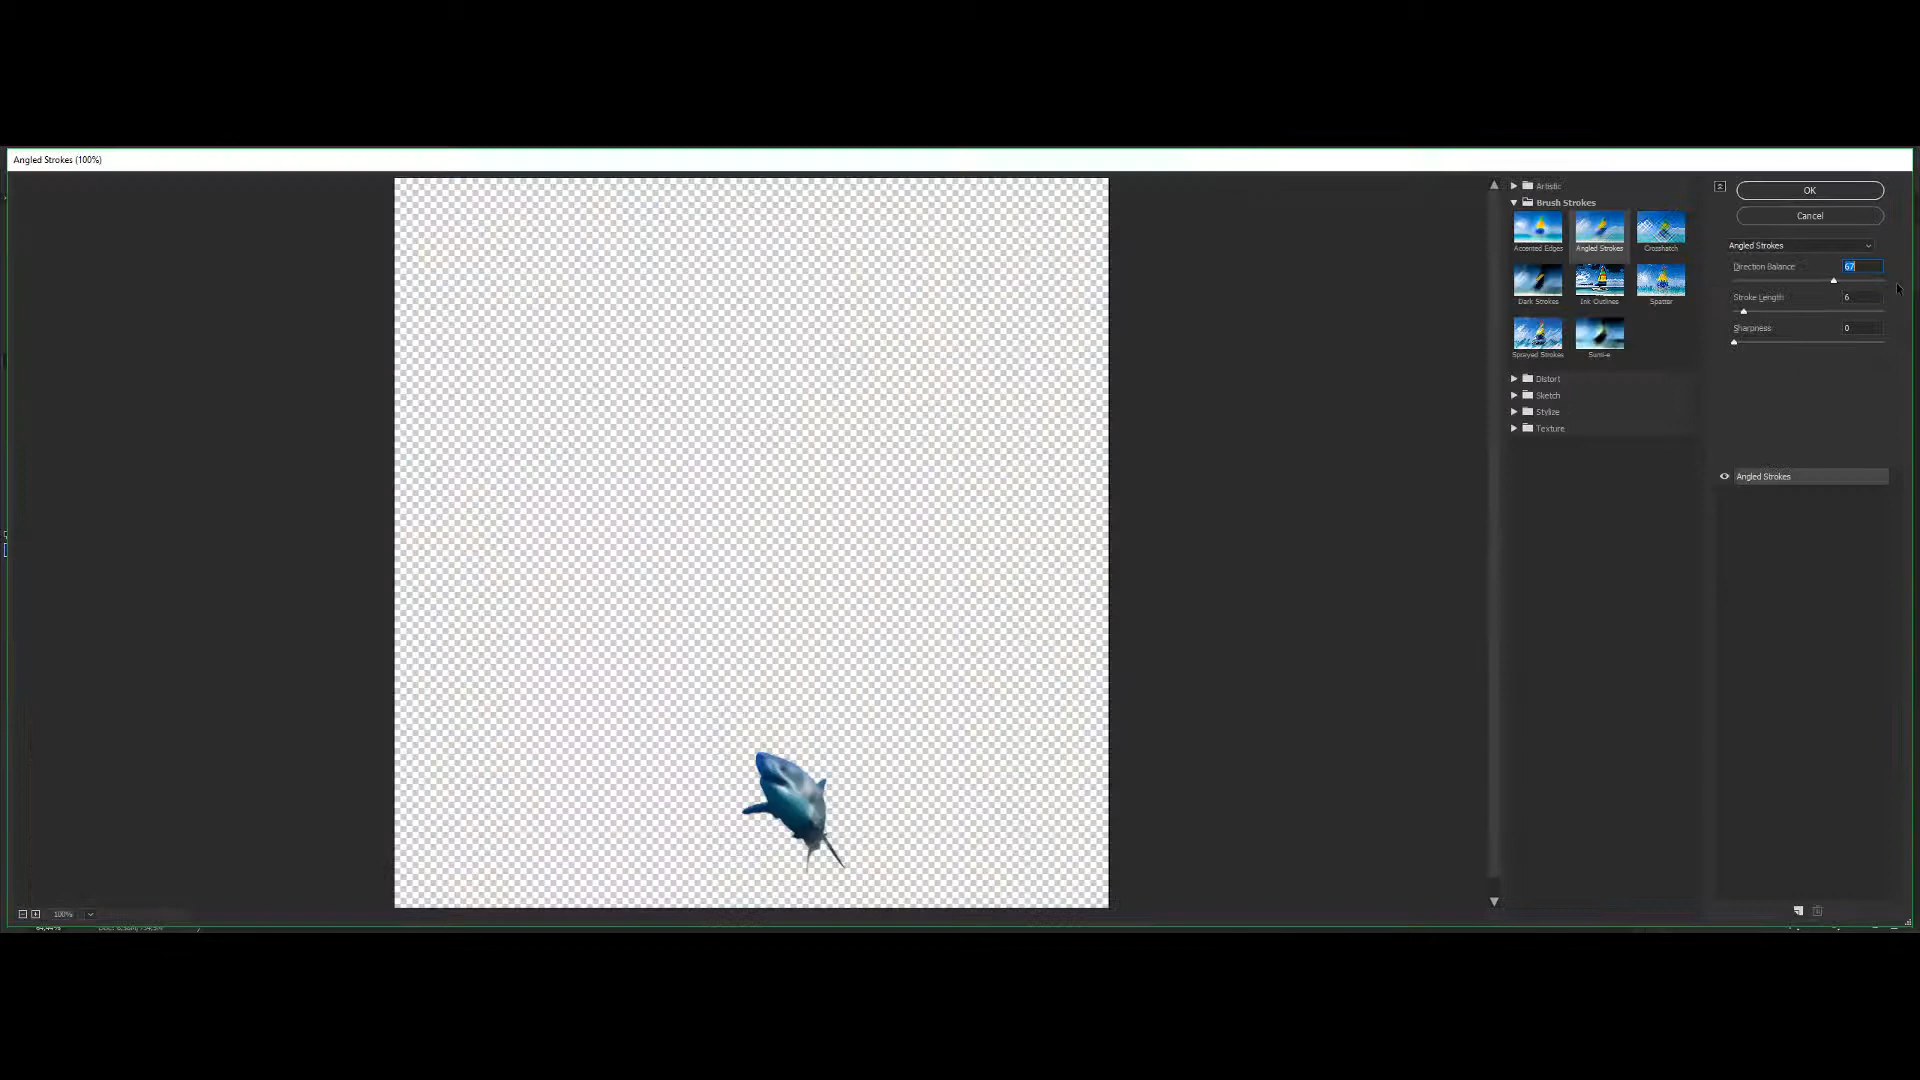 Angled Strokes (100%)
Artistic
Brush Strokes
Accented Edges
Angled Strokes
Crosshatch
Dark Strokes
Ink Outlines
Spatter
Sprayed Strokes
Sumi-e
Distort
Sketch
Stylize
Texture
OK
Cancel
Angled Strokes
Direction Balance 67
Stroke Length 6
Sharpness 0
Angled Strokes
100%